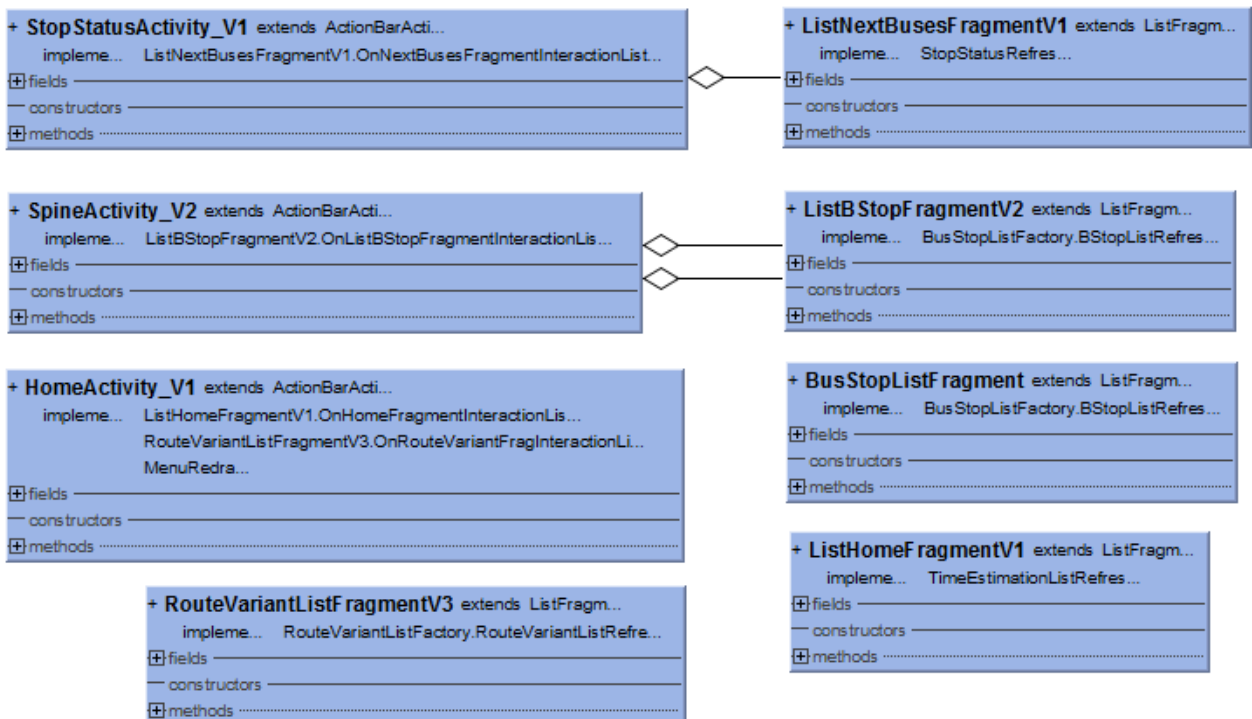 + StopStatusActivity_V1 extends ActionBarActi...
impleme... ListNextBusesFragmentV1.OnNextBusesFragmentInteractionList...
fields
constructors
methods
+ ListNextBusesFragmentV1 extends ListFragm...
impleme... StopStatusRefres...
fields
constructors
methods
+ SpineActivity_V2 extends ActionBarActi...
impleme... ListBStopFragmentV2.OnListBStopFragmentInteractionLis...
fields
constructors
methods
+ ListBStopFragmentV2 extends ListFragm...
impleme... BusStopListFactory.BStopListRefres...
fields
constructors
methods
+ HomeActivity_V1 extends ActionBarActi...
impleme... ListHomeFragmentV1.OnHomeFragmentInteractionLis...
RouteVariantListFragmentV3.OnRouteVariantFragInteractionLi...
MenuRedra...
fields
constructors
methods
+ BusStopListFragment extends ListFragm...
impleme... BusStopListFactory.BStopListRefres...
fields
constructors
methods
+ ListHomeFragmentV1 extends ListFragm...
impleme... TimeEstimationListRefres...
fields
constructors
methods
+ RouteVariantListFragmentV3 extends ListFragm...
impleme... RouteVariantListFactory.RouteVariantListRefre...
fields
constructors
methods